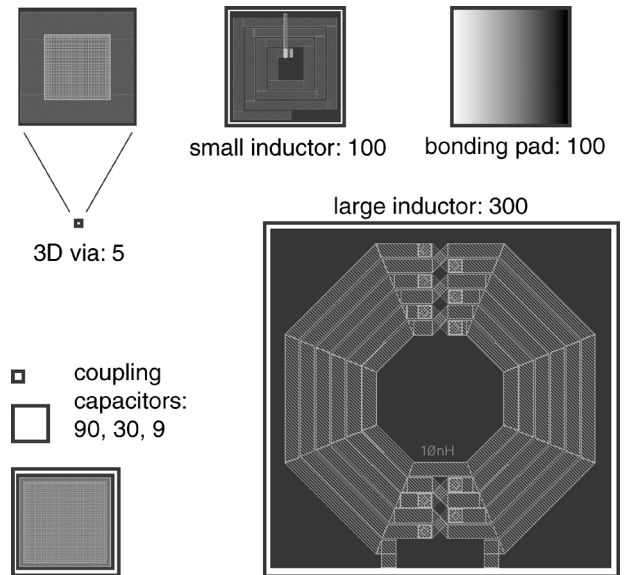 small inductor: 100
bonding pad: 100
large inductor: 300
3D via: 5
coupling
capacitors:
90, 30, 9
10nH